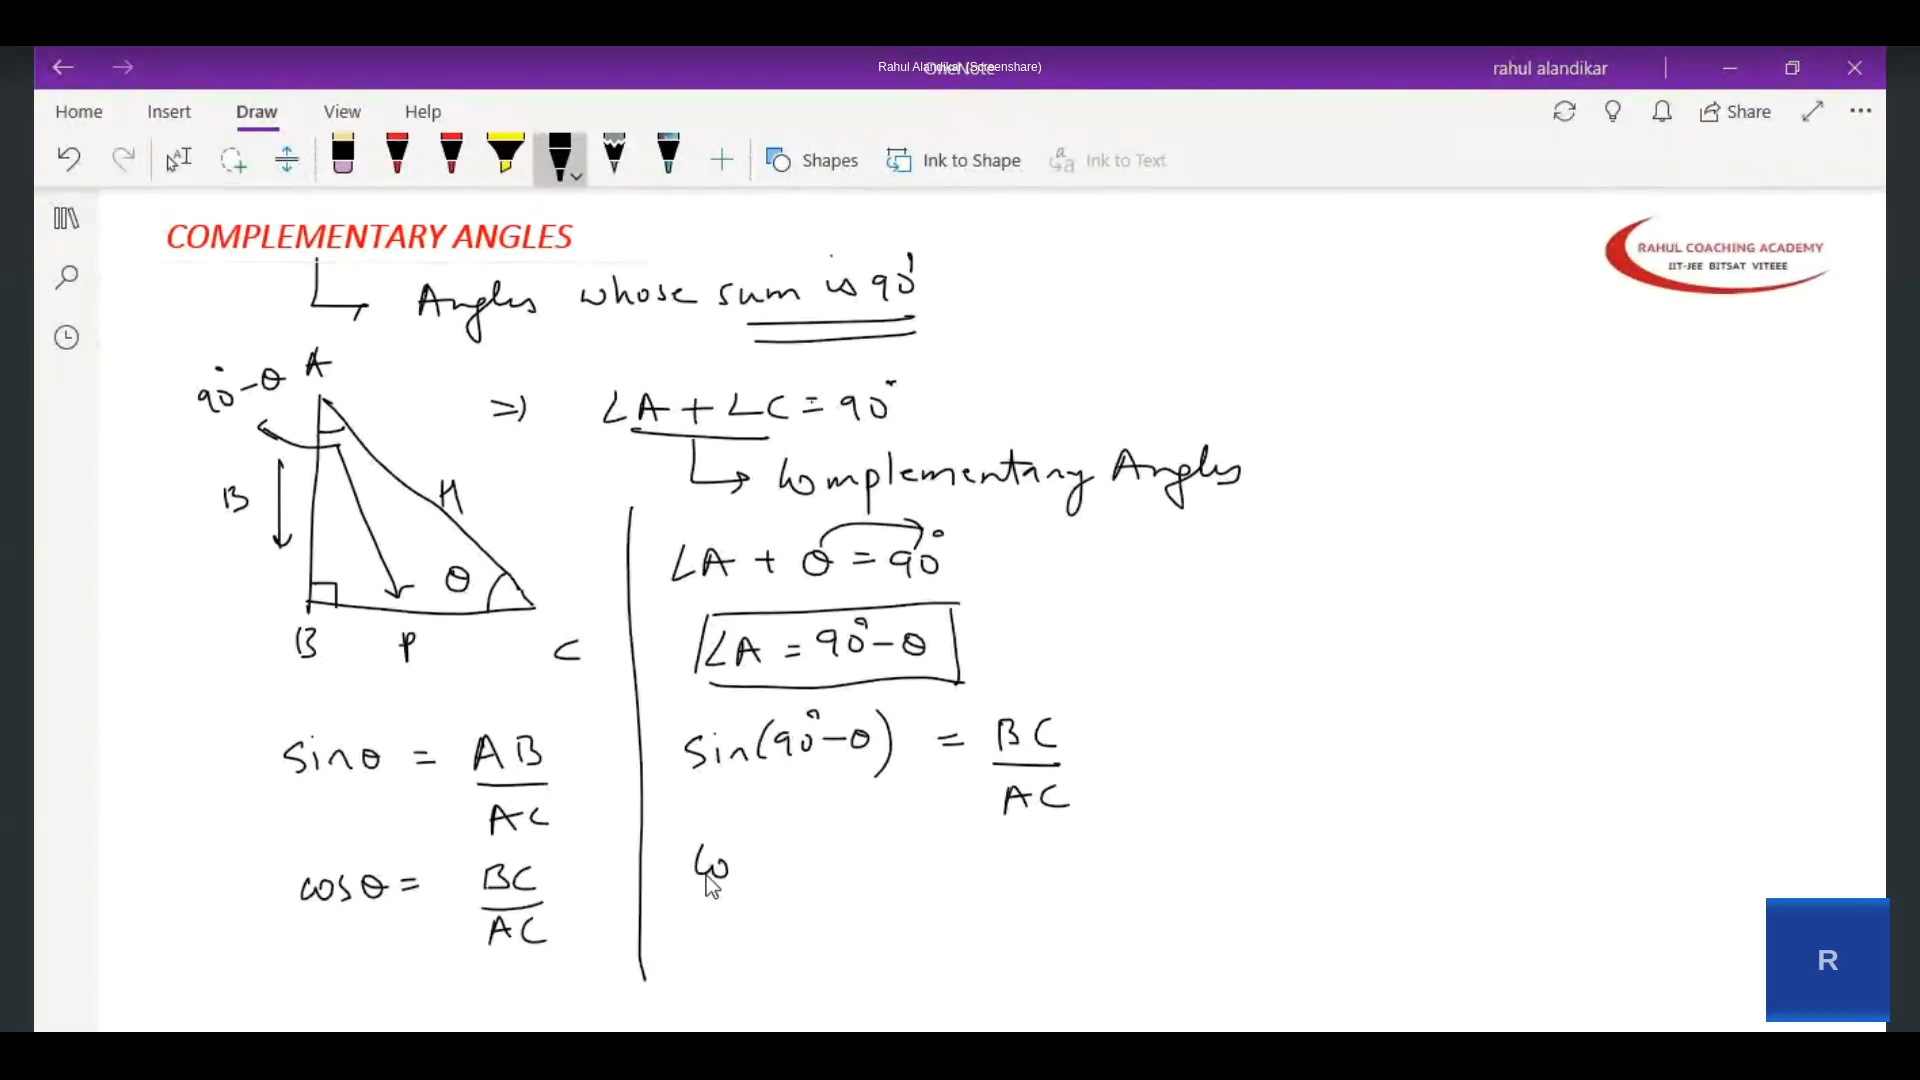 Rahul Alandikar (Screenshare)
OneNote
rahul alandikar
Home Insert Draw View Help
Share
Shapes Ink to Shape Ink to Text
COMPLEMENTARY ANGLES
RAHUL COACHING ACADEMY
IIT-JEE BITSAT VITEEE
Angles whose sum is 90°
90°-θ A
=> ∠A + ∠C = 90°
Complementary Angles
B H
∠A + θ = 90°
θ
B P C
∠A = 90°-θ
sinθ = AB/AC
sin(90°-θ) = BC/AC
cosθ = BC/AC
co
R